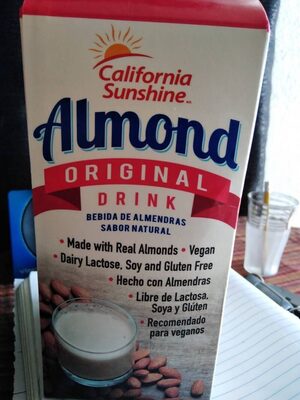 California
Sunshine
Almond
ORIGINAL
DRINK
BEBIDA DE ALMENDRAS
SABOR NATURAL
• Made with Real Almonds • Vegan
• Dairy Lactose, Soy and Gluten Free
• Hecho con Almendras
• Libre de Lactosa,
Soya y Glúten
• Recomendado
para veganos